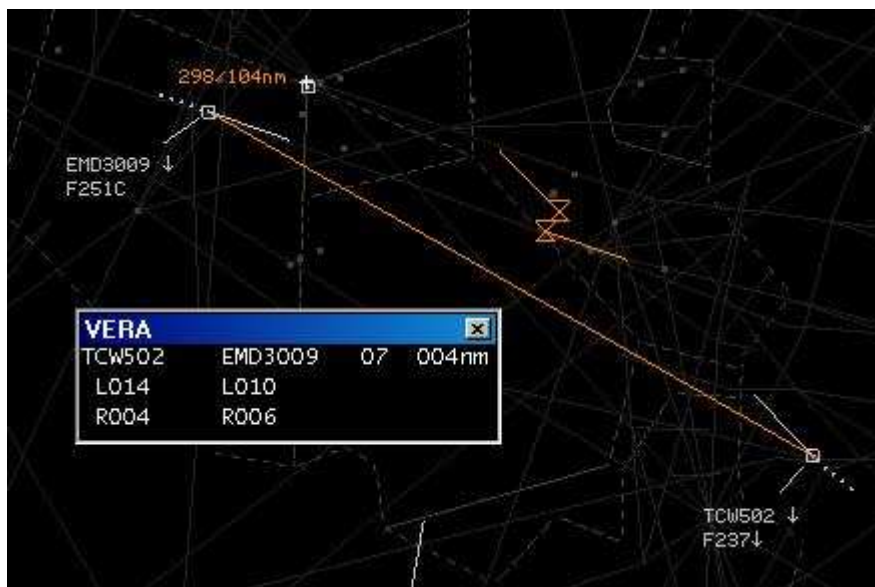 298/104nm
EMD3009 ↓
F251C
VERA
TCW502 EMD3009 07 004nm
L014 L010
R004 R006
TCW502 ↓
F237↓